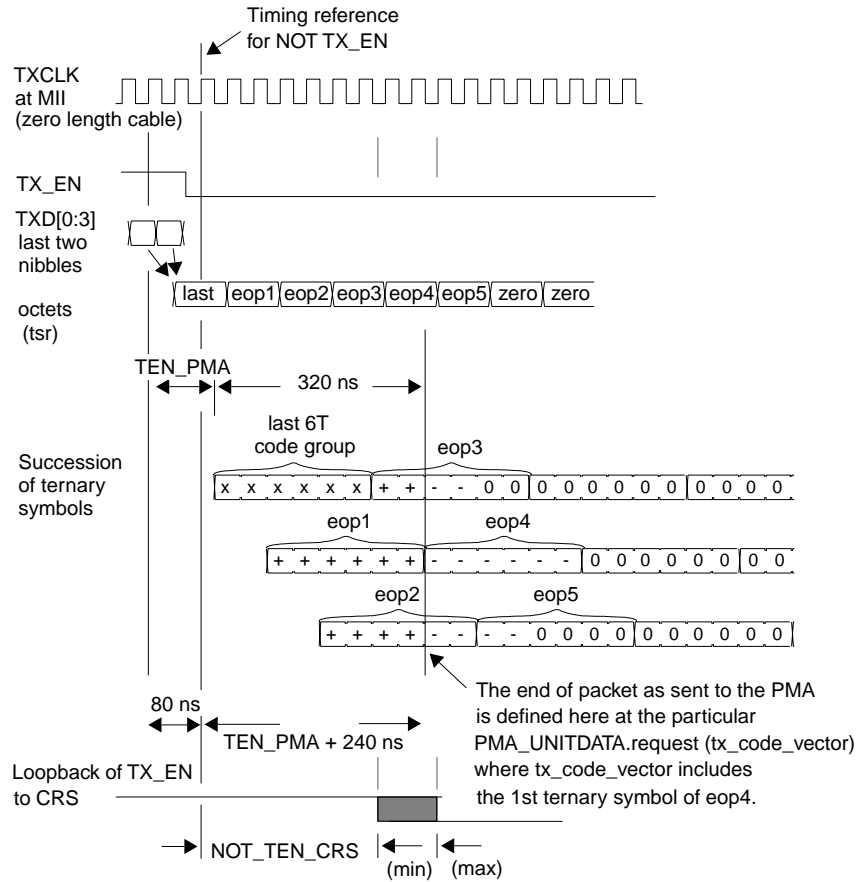 Timing reference
for NOT TX_EN
TXCLK
at MII
(zero length cable)
TX_EN
TXD[0:3]
last two
nibbles
octets
(tsr)
last eop1 eop2 eop3 eop4 eop5 zero zero
TEN_PMA
320 ns
last 6T
code group
eop3
Succession
of ternary
symbols
x x x x x x + + - - 0 0 0 0 0 0 0 0 0 0 0 0
eop1 eop4
+ + + + + + - - - - - - 0 0 0 0 0 0 0 0
eop2 eop5
+ + + + - - - - 0 0 0 0 0 0 0 0 0 0
80 ns
TEN_PMA + 240 ns
The end of packet as sent to the PMA
is defined here at the particular
PMA_UNITDATA.request (tx_code_vector)
where tx_code_vector includes
the 1st ternary symbol of eop4.
Loopback of TX_EN
to CRS
NOT_TEN_CRS
(min) (max)